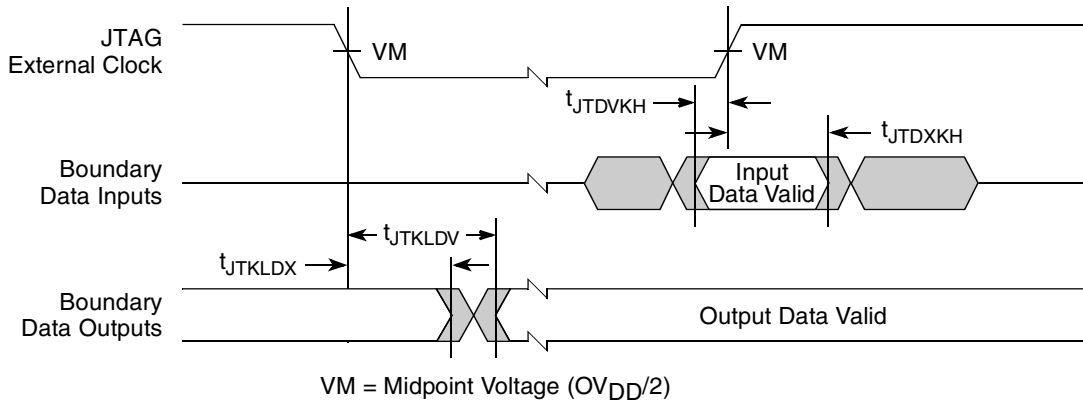 JTAG
External Clock
VM
VM
tJTDVKH
tJTDXKH
Boundary
Data Inputs
Input
Data Valid
tJTKLDV
tJTKLDX
Boundary
Data Outputs
Output Data Valid
VM = Midpoint Voltage (OVDD/2)